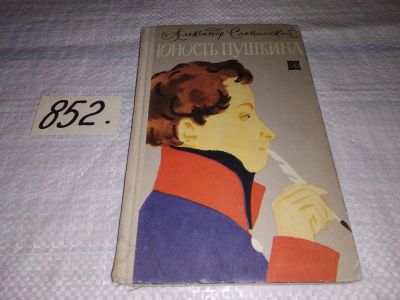 Александр Слонимский
ЮНОСТЬ ПУШКИНА
852.